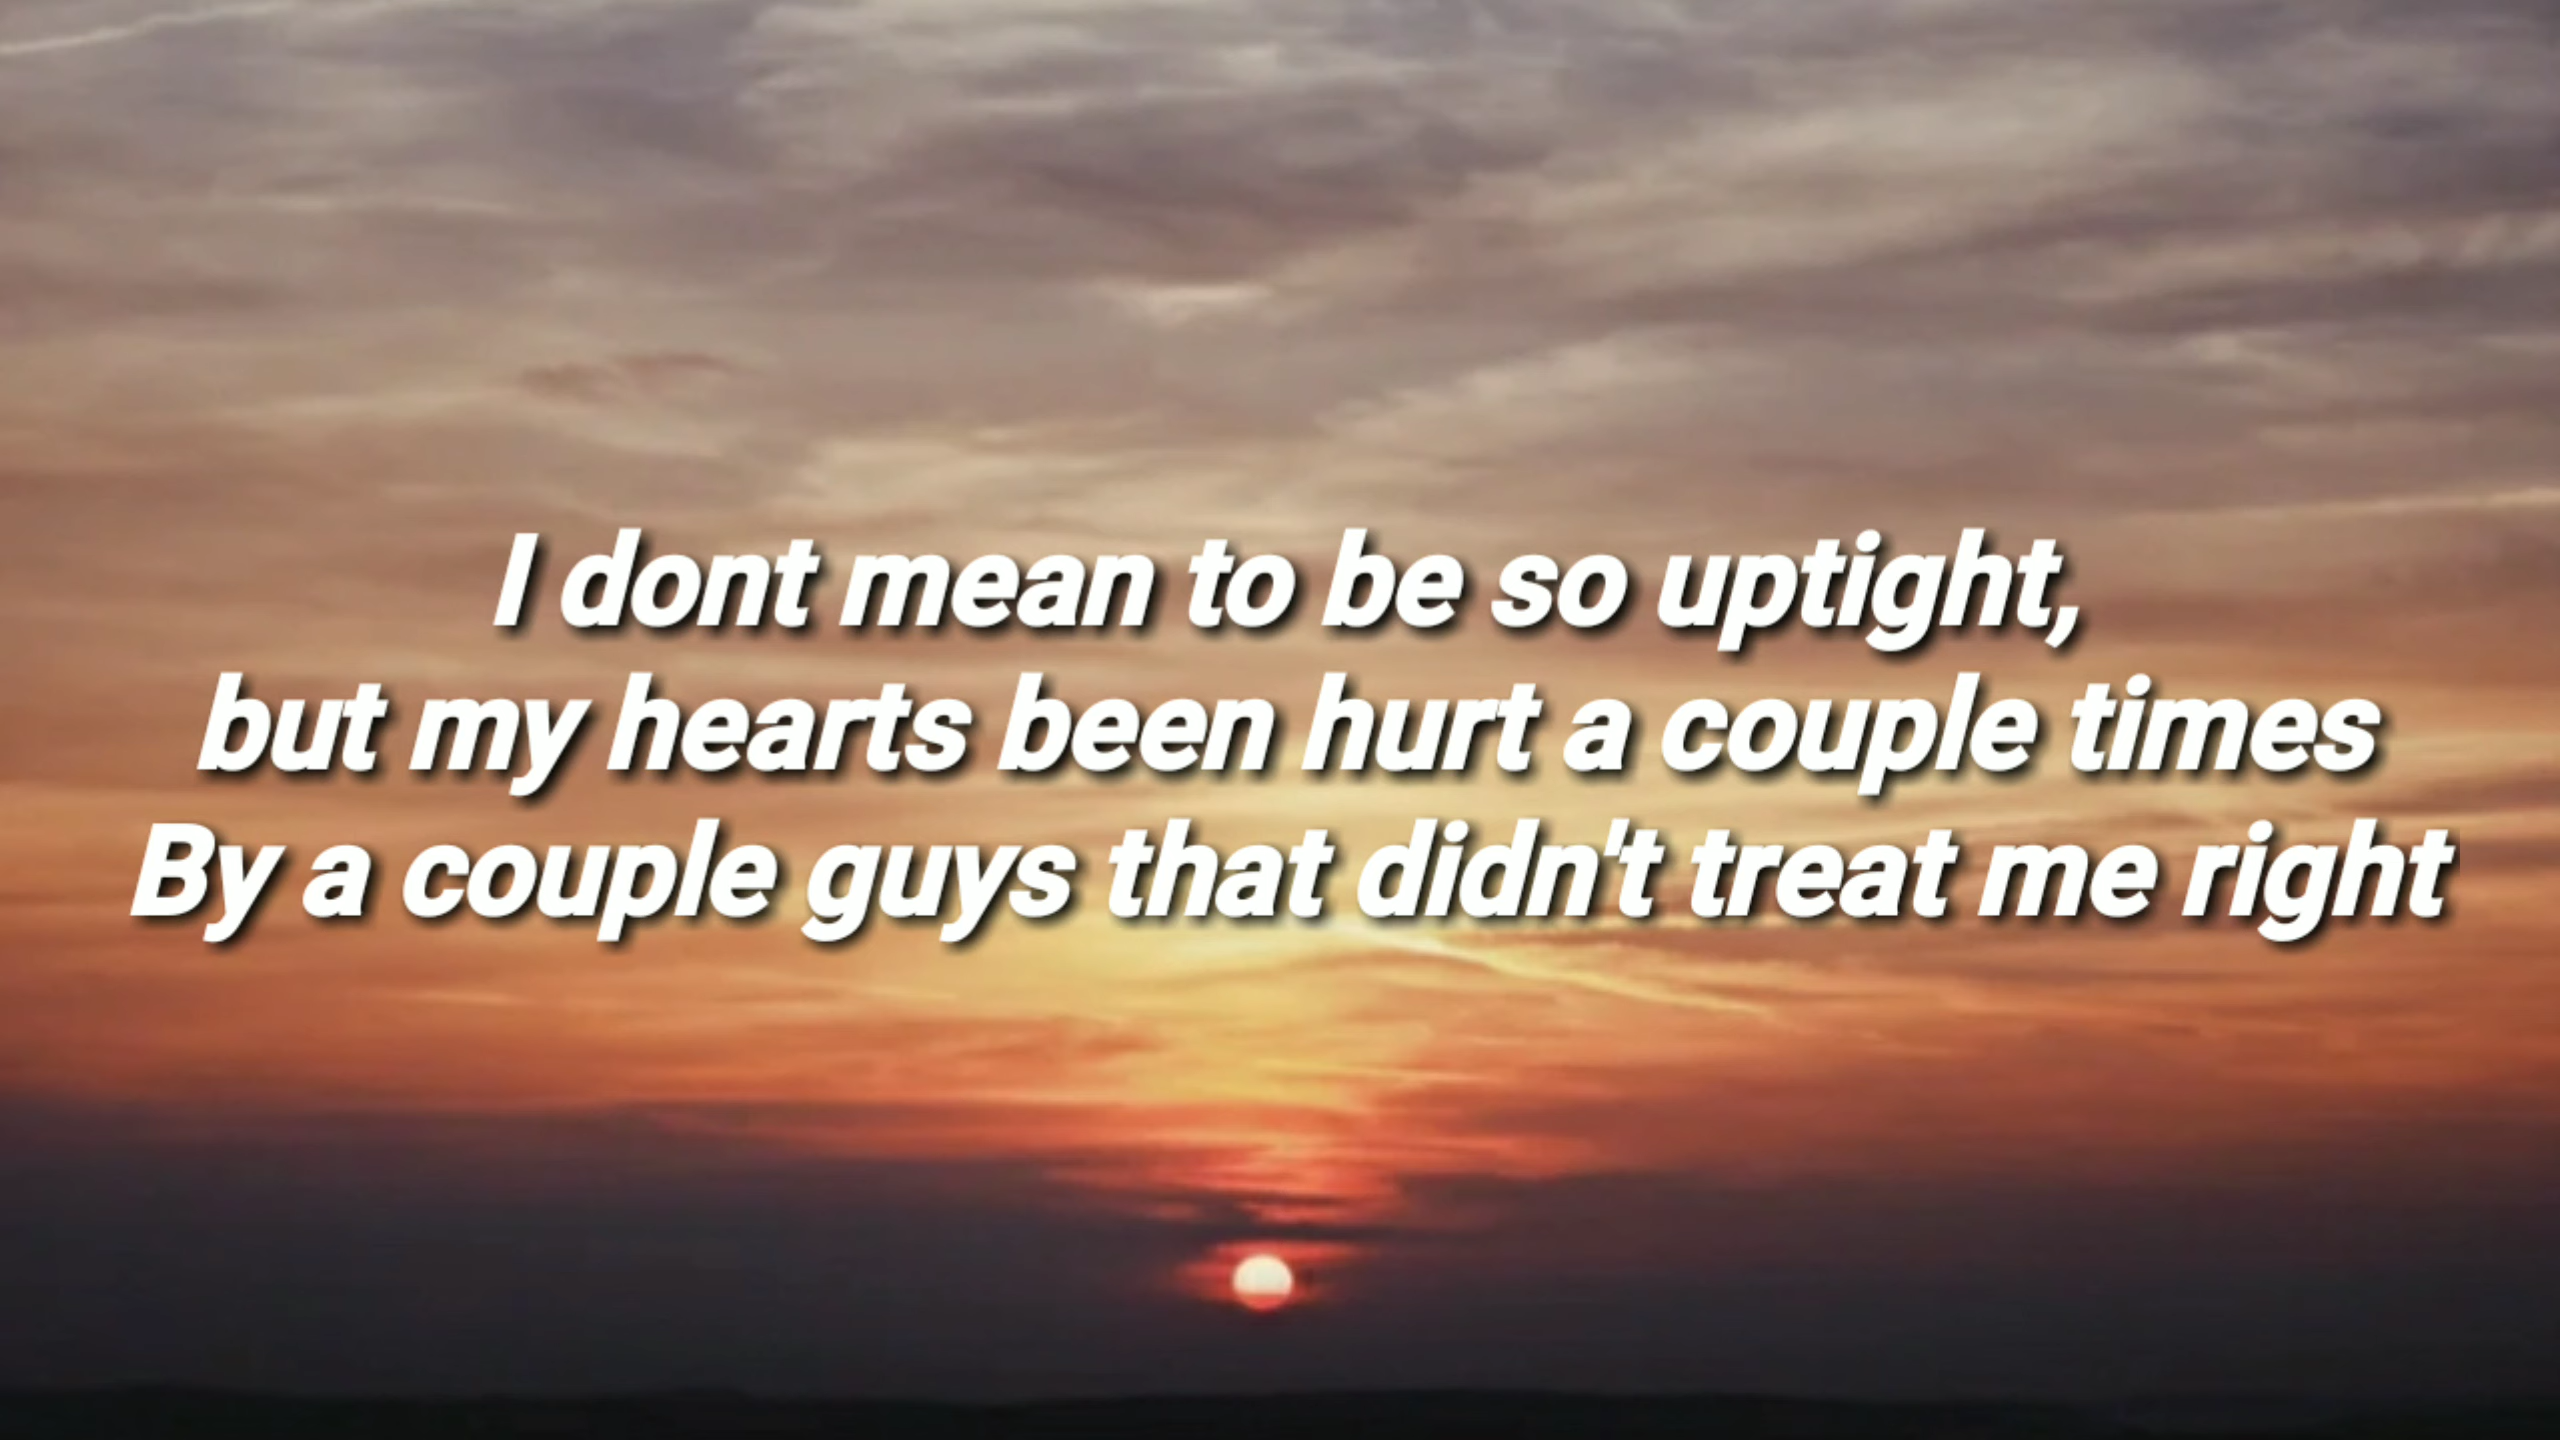 I dont mean to be so uptight,
but my hearts been hurt a couple times
By a couple guys that didn't treat me right